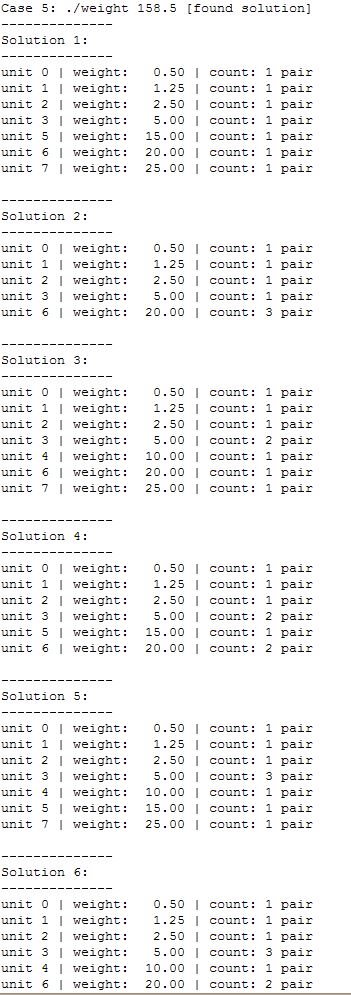 Case 5: ./weight 158.5 [found solution]
--------------
Solution 1:
--------------
unit 0 | weight:   0.50 | count: 1 pair
unit 1 | weight:   1.25 | count: 1 pair
unit 2 | weight:   2.50 | count: 1 pair
unit 3 | weight:   5.00 | count: 1 pair
unit 5 | weight:  15.00 | count: 1 pair
unit 6 | weight:  20.00 | count: 1 pair
unit 7 | weight:  25.00 | count: 1 pair

--------------
Solution 2:
--------------
unit 0 | weight:   0.50 | count: 1 pair
unit 1 | weight:   1.25 | count: 1 pair
unit 2 | weight:   2.50 | count: 1 pair
unit 3 | weight:   5.00 | count: 1 pair
unit 6 | weight:  20.00 | count: 3 pair

--------------
Solution 3:
--------------
unit 0 | weight:   0.50 | count: 1 pair
unit 1 | weight:   1.25 | count: 1 pair
unit 2 | weight:   2.50 | count: 1 pair
unit 3 | weight:   5.00 | count: 2 pair
unit 4 | weight:  10.00 | count: 1 pair
unit 6 | weight:  20.00 | count: 1 pair
unit 7 | weight:  25.00 | count: 1 pair

--------------
Solution 4:
--------------
unit 0 | weight:   0.50 | count: 1 pair
unit 1 | weight:   1.25 | count: 1 pair
unit 2 | weight:   2.50 | count: 1 pair
unit 3 | weight:   5.00 | count: 2 pair
unit 5 | weight:  15.00 | count: 1 pair
unit 6 | weight:  20.00 | count: 2 pair

--------------
Solution 5:
--------------
unit 0 | weight:   0.50 | count: 1 pair
unit 1 | weight:   1.25 | count: 1 pair
unit 2 | weight:   2.50 | count: 1 pair
unit 3 | weight:   5.00 | count: 3 pair
unit 4 | weight:  10.00 | count: 1 pair
unit 5 | weight:  15.00 | count: 1 pair
unit 7 | weight:  25.00 | count: 1 pair

--------------
Solution 6:
--------------
unit 0 | weight:   0.50 | count: 1 pair
unit 1 | weight:   1.25 | count: 1 pair
unit 2 | weight:   2.50 | count: 1 pair
unit 3 | weight:   5.00 | count: 3 pair
unit 4 | weight:  10.00 | count: 1 pair
unit 6 | weight:  20.00 | count: 2 pair